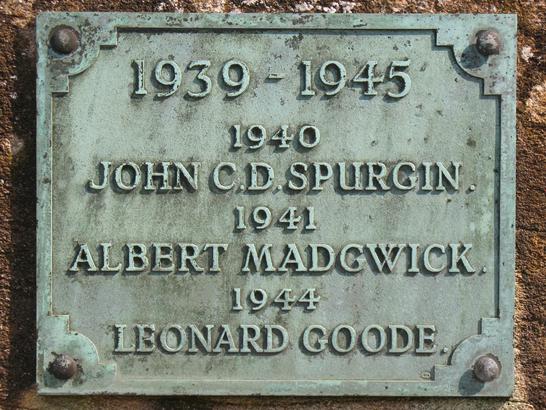 1939 - 1945
1940
JOHN C.D. SPURGIN.
1941
ALBERT MADGWICK.
1944
LEONARD GOODE.